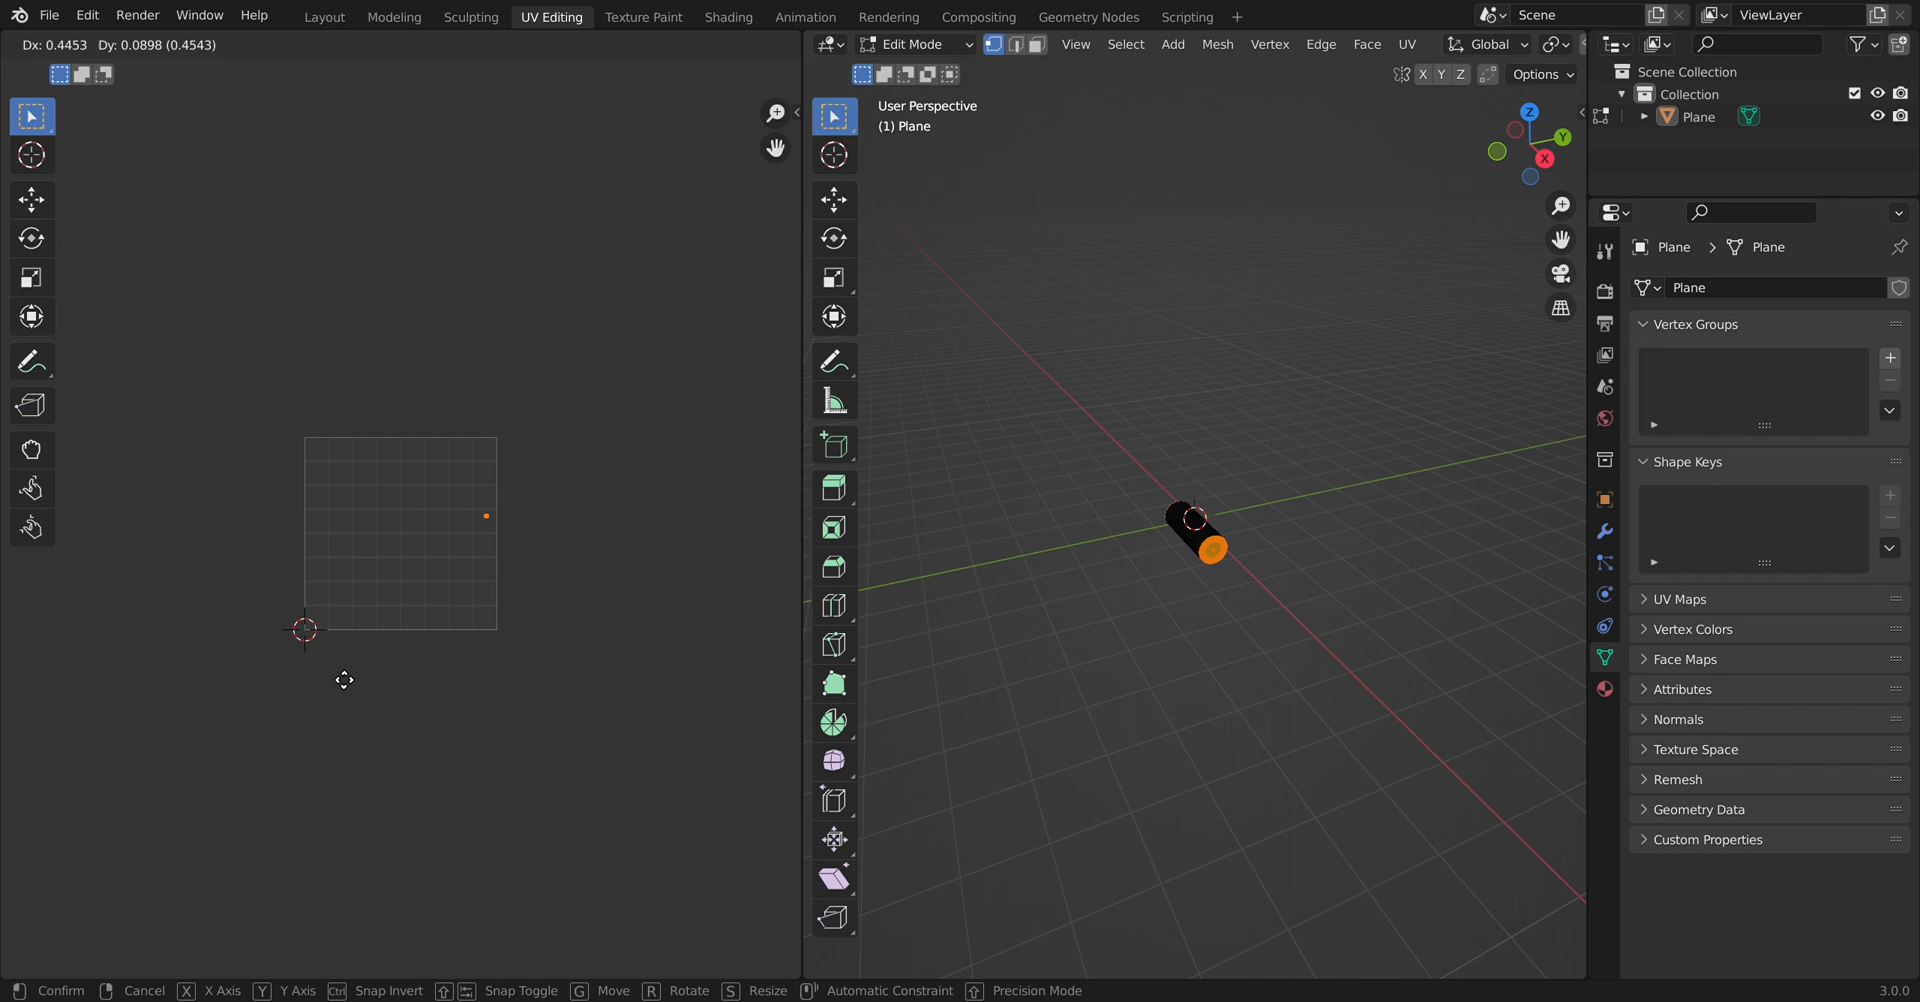 File Edit Render Window Help Layout Modeling Sculpting UV Editing Texture Paint Shading Animation Rendering Compositing Geometry Nodes Scripting + Scene ViewLayer
Dx: 0.4453 Dy: 0.0898 (0.4543)
Edit Mode View Select Add Mesh Vertex Edge Face UV Global
X Y Z Options
User Perspective
(1) Plane
Z
Y
X
Scene Collection
Collection
Plane
Plane > Plane
Plane
Vertex Groups
Shape Keys
UV Maps
Vertex Colors
Face Maps
Attributes
Normals
Texture Space
Remesh
Geometry Data
Custom Properties
Confirm Cancel X X Axis Y Y Axis Ctrl Snap Invert Snap Toggle G Move R Rotate S Resize Automatic Constraint Precision Mode 3.0.0